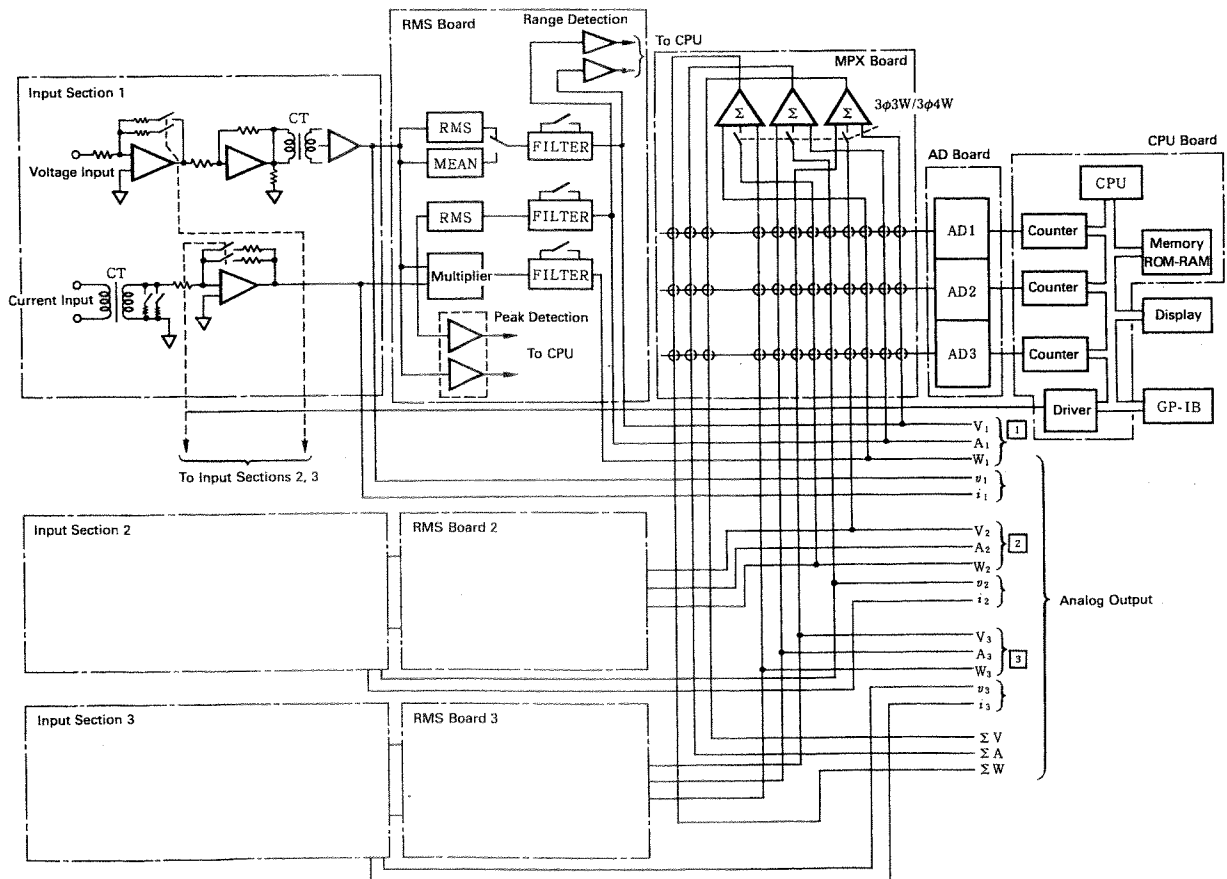 RMS Board
Range Detection
To CPU
MPX Board
Input Section 1
CT
Voltage Input
RMS
MEAN
FILTER
Σ
Σ
Σ
3φ3W/3φ4W
AD Board
CPU Board
CPU
RMS
FILTER
AD1
Counter
Memory
ROM-RAM
CT
Current Input
Multiplier
FILTER
AD2
Counter
Display
Peak Detection
To CPU
AD3
Counter
Driver
GP-IB
To Input Sections 2, 3
V1
A1
W1
1
v1
i1
Input Section 2
RMS Board 2
V2
A2
W2
2
v2
i2
Analog Output
V3
A3
W3
3
v3
i3
Input Section 3
RMS Board 3
Σ V
Σ A
Σ W